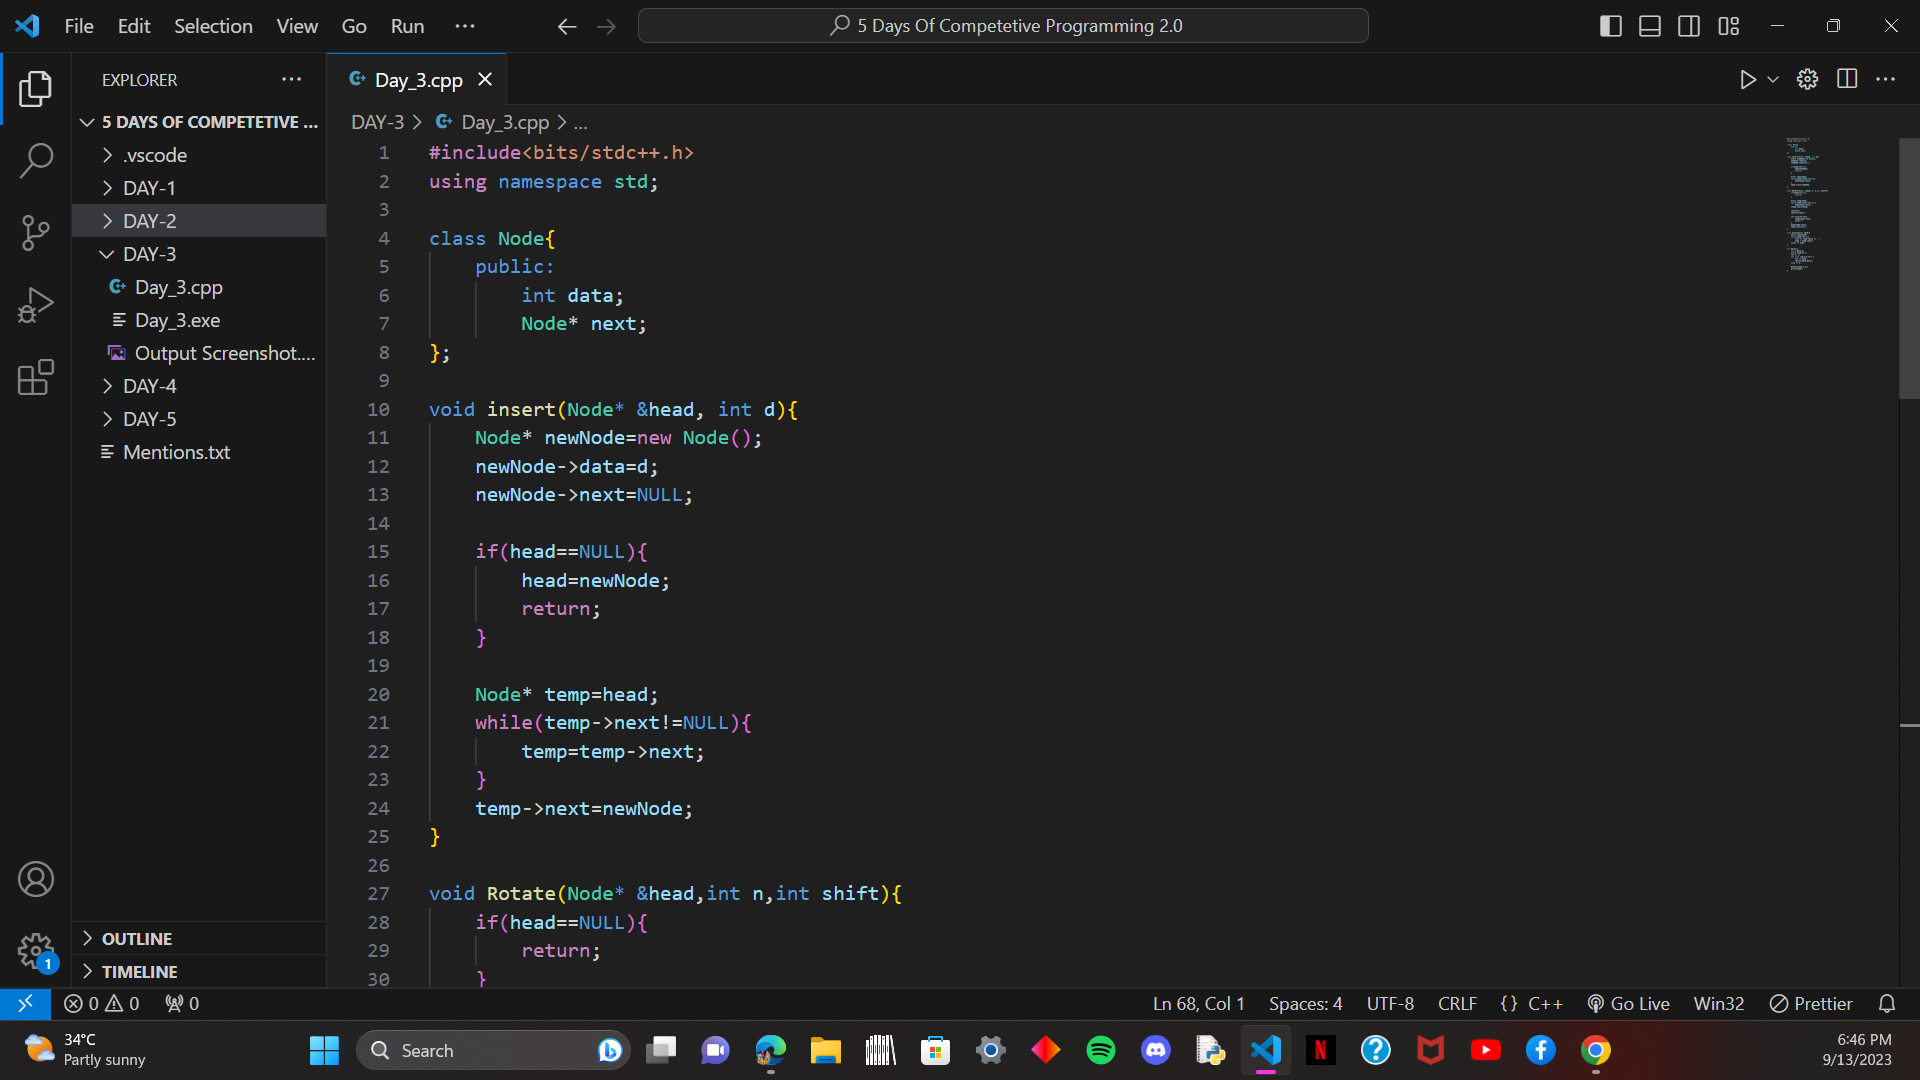 File Edit Selection View Go Run ... 5 Days Of Competetive Programming 2.0
EXPLORER ...
5 DAYS OF COMPETETIVE ...
.vscode
DAY-1
DAY-2
DAY-3
Day_3.cpp
Day_3.exe
Output Screenshot....
DAY-4
DAY-5
Mentions.txt
OUTLINE
TIMELINE
Day_3.cpp
DAY-3 > Day_3.cpp > ...
1 #include<bits/stdc++.h>
2 using namespace std;
3
4 class Node{
5 public:
6 int data;
7 Node* next;
8 };
9
10 void insert(Node* &head, int d){
11 Node* newNode=new Node();
12 newNode->data=d;
13 newNode->next=NULL;
14
15 if(head==NULL){
16 head=newNode;
17 return;
18 }
19
20 Node* temp=head;
21 while(temp->next!=NULL){
22 temp=temp->next;
23 }
24 temp->next=newNode;
25 }
26
27 void Rotate(Node* &head,int n,int shift){
28 if(head==NULL){
29 return;
30 }
1
0 0 0 Ln 68, Col 1 Spaces: 4 UTF-8 CRLF {} C++ Go Live Win32 Prettier
34°C
Partly sunny
Search
6:46 PM
9/13/2023